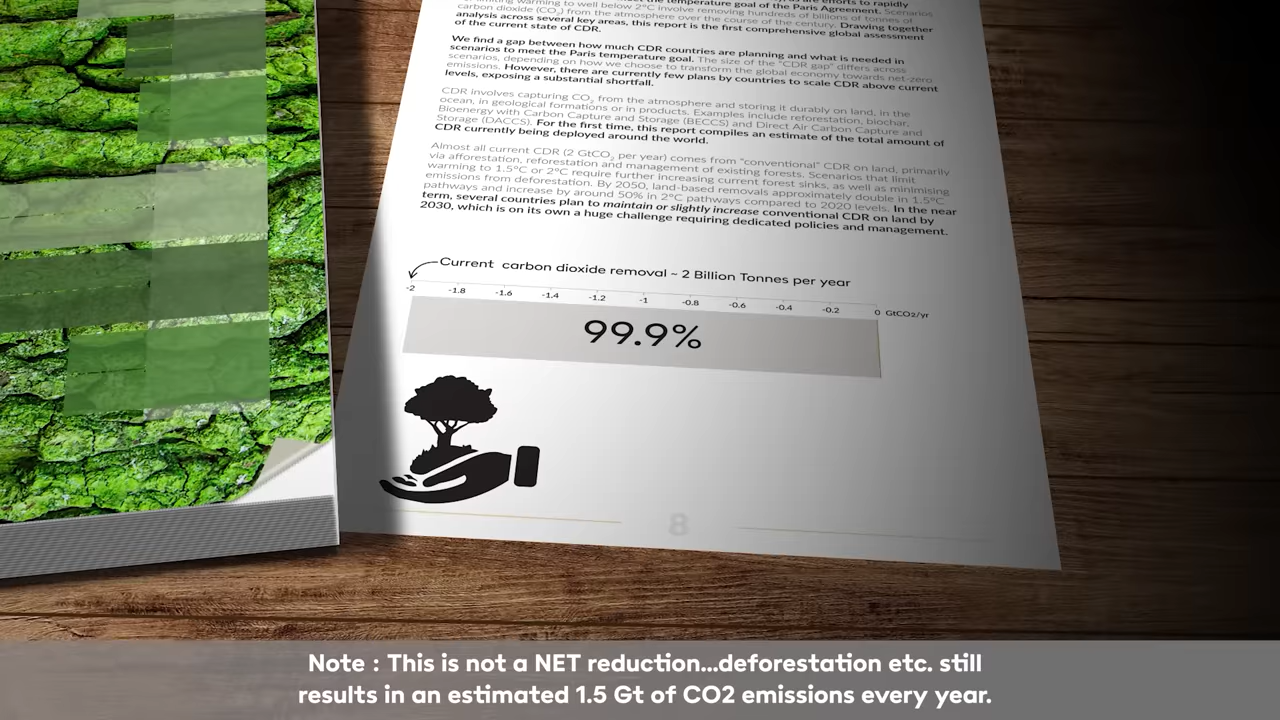 the temperature goal of the Paris Agreement. Scenarios
limiting warming to well below 2°C involve removing hundreds of billions of tonnes of
carbon dioxide (CO₂) from the atmosphere over the course of the century. Drawing together
analysis across several key areas, this report is the first comprehensive global assessment
of the current state of CDR.
We find a gap between how much CDR countries are planning and what is needed in
scenarios to meet the Paris temperature goal. The size of the "CDR gap" differs across
scenarios, depending on how we choose to transform the global economy towards net-zero
emissions. However, there are currently few plans by countries to scale CDR above current
levels, exposing a substantial shortfall.
CDR involves capturing CO₂ from the atmosphere and storing it durably on land, in the
ocean, in geological formations or in products. Examples include reforestation, biochar,
Bioenergy with Carbon Capture and Storage (BECCS) and Direct Air Carbon Capture and
Storage (DACCS). For the first time, this report compiles an estimate of the total amount of
CDR currently being deployed around the world.
Almost all current CDR (2 GtCO₂ per year) comes from "conventional" CDR on land, primarily
via afforestation, reforestation and management of existing forests. Scenarios that limit
warming to 1.5°C or 2°C require further increasing current forest sinks, as well as minimising
emissions from deforestation. By 2050, land-based removals approximately double in 1.5°C
pathways and increase by around 50% in 2°C pathways compared to 2020 levels. In the near
term, several countries plan to maintain or slightly increase conventional CDR on land by
2030, which is on its own a huge challenge requiring dedicated policies and management.
Current carbon dioxide removal ~ 2 Billion Tonnes per year
-2 -1.8 -1.6 -1.4 -1.2 -1 -0.8 -0.6 -0.4 -0.2 0 GtCO2/yr
99.9%
8
Note : This is not a NET reduction...deforestation etc. still
results in an estimated 1.5 Gt of CO2 emissions every year.